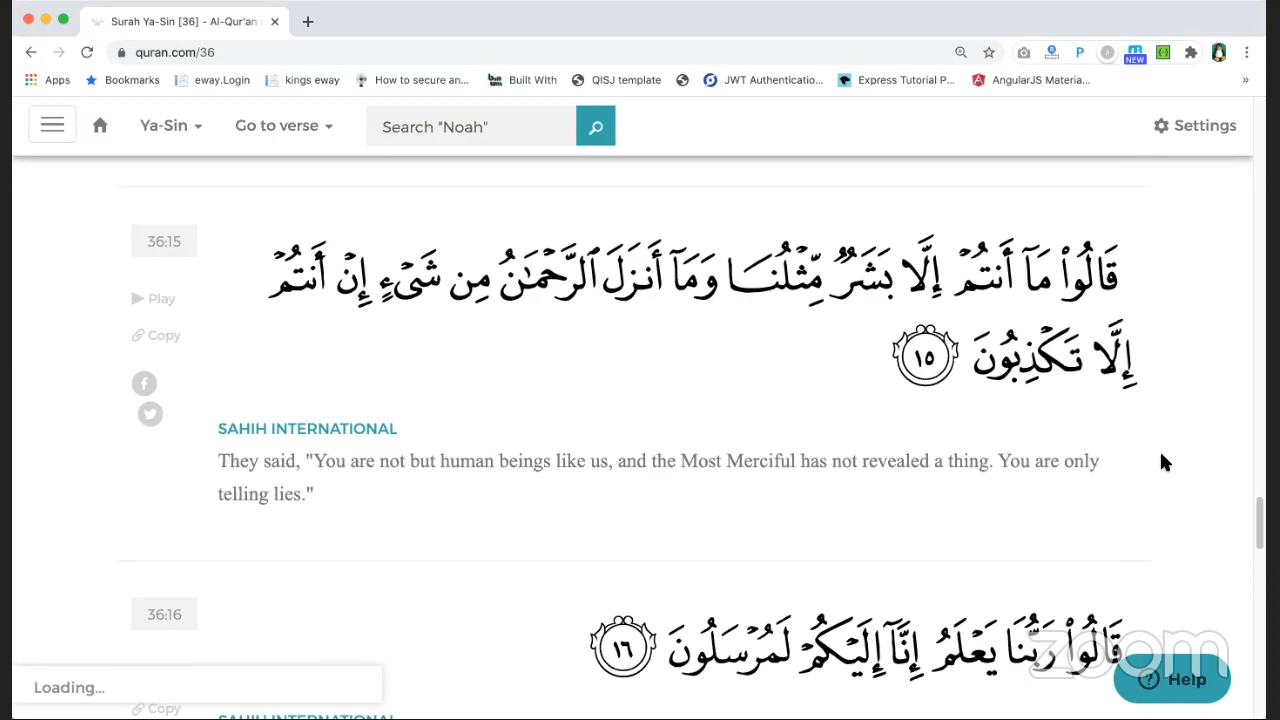 Surah Ya-Sin [36] - Al-Qur'an
quran.com/36
Apps Bookmarks eway.Login kings eway How to secure an... Built WIth QISJ template JWT Authenticatio... Express Tutorial P... AngularJS Materia... »
NEW
Ya-Sin Go to verse Search "Noah" Settings
36:15
قَالُوا۟ مَآ أَنتُمْ إِلَّا بَشَرٌ مِّثْلُنَا وَمَآ أَنزَلَ ٱلرَّحْمَـٰنُ مِن شَىْءٍ إِنْ أَنتُمْ
إِلَّا تَكْذِبُونَ ١٥
Play
Copy
SAHIH INTERNATIONAL
They said, "You are not but human beings like us, and the Most Merciful has not revealed a thing. You are only
telling lies."
36:16
قَالُوا۟ رَبُّنَا يَعْلَمُ إِنَّآ إِلَيْكُمْ لَمُرْسَلُونَ ١٦
zoom
Help
Loading...
Copy
SAHIH INTERNATIONAL